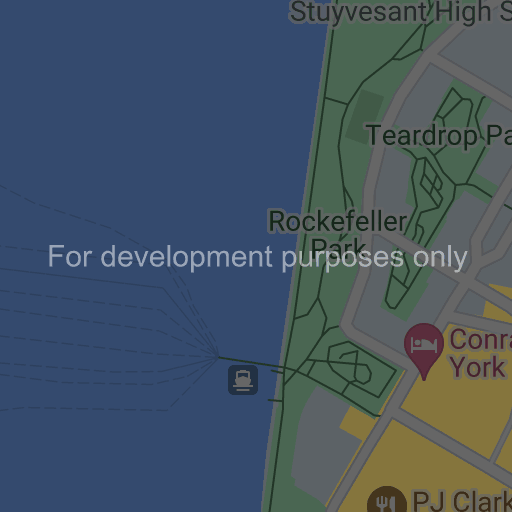 Stuyvesant High S
Teardrop Pa
Rockefeller
Park
For development purposes only
Conra
York
PJ Clark